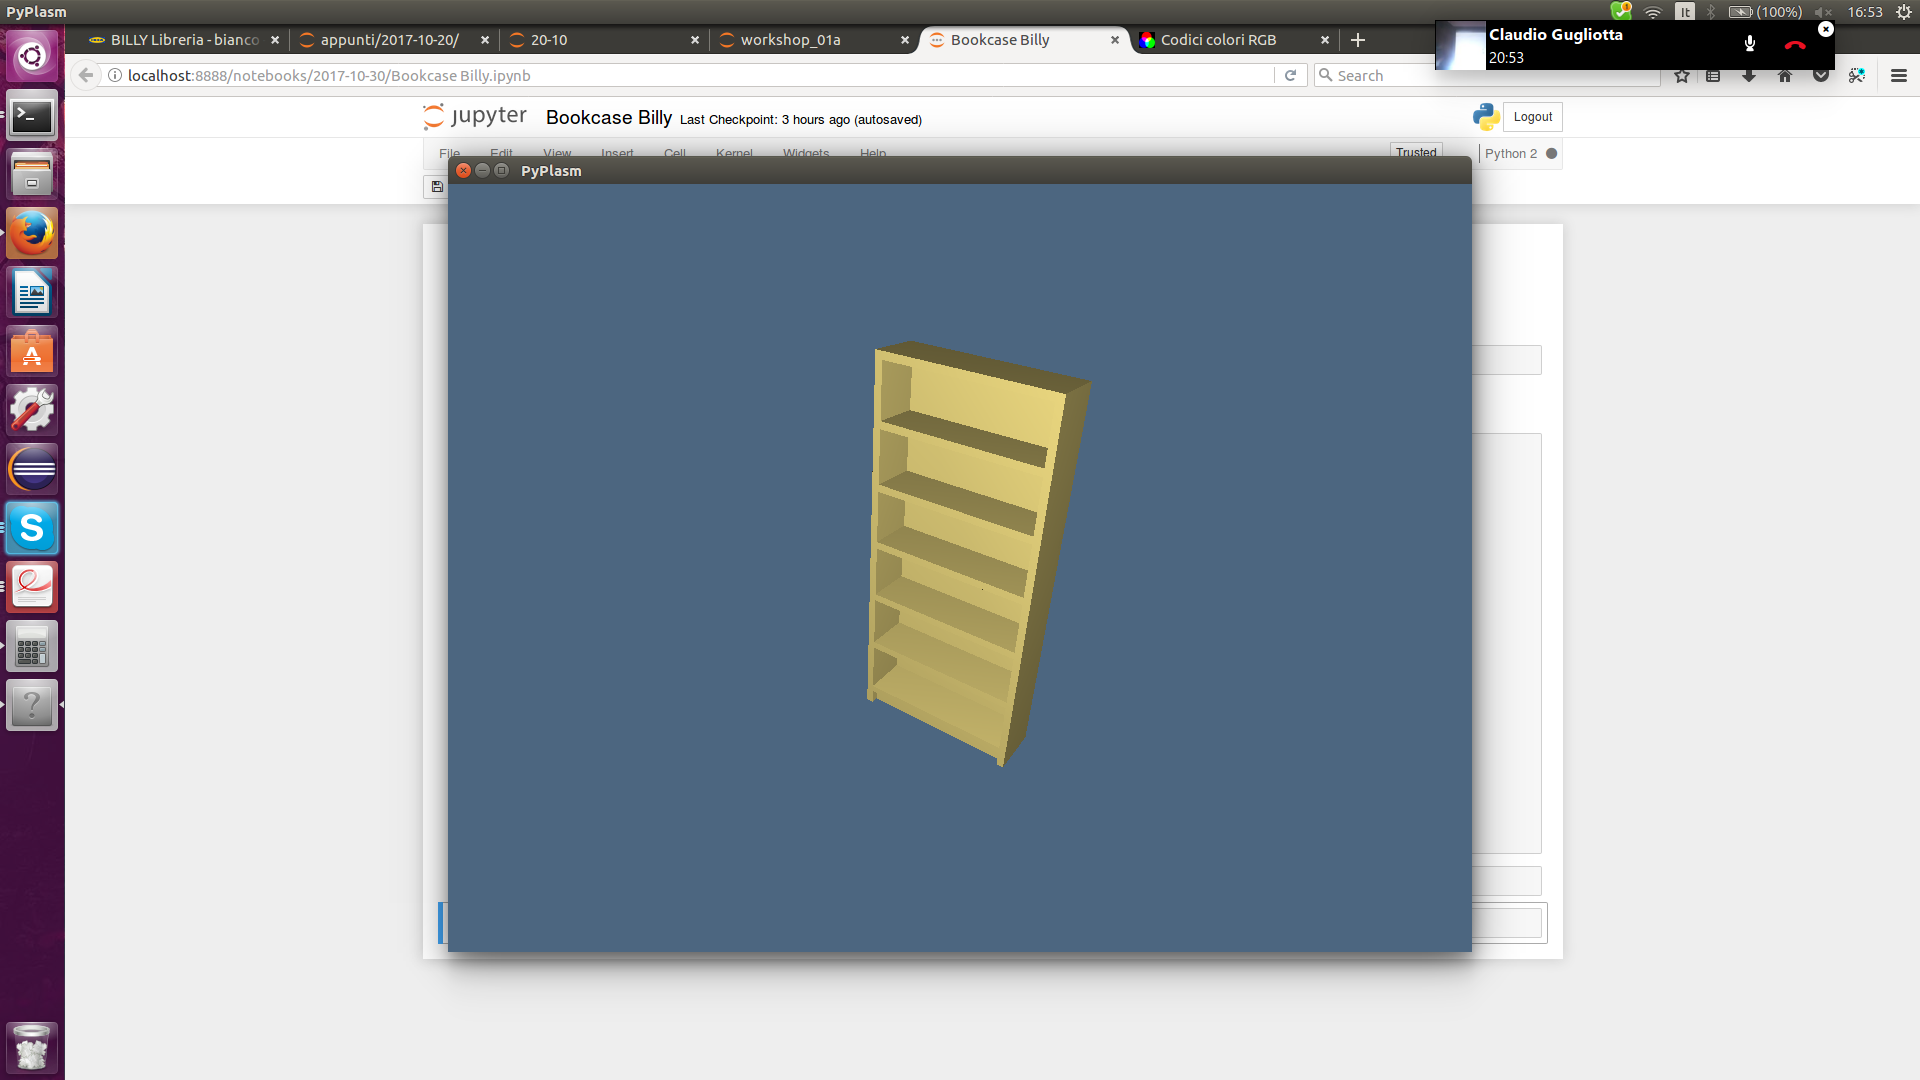 PyPlasm
It
(100%)
16:53
BILLY Libreria - bianco
appunti/2017-10-20/
20-10
workshop_01a
Bookcase Billy
Codici colori RGB
Claudio Gugliotta
20:53
localhost:8888/notebooks/2017-10-30/Bookcase Billy.ipynb
Search
jupyter
Bookcase Billy
Last Checkpoint: 3 hours ago (autosaved)
Logout
File Edit View Insert Cell Kernel Widgets Help
Trusted
Python 2
PyPlasm